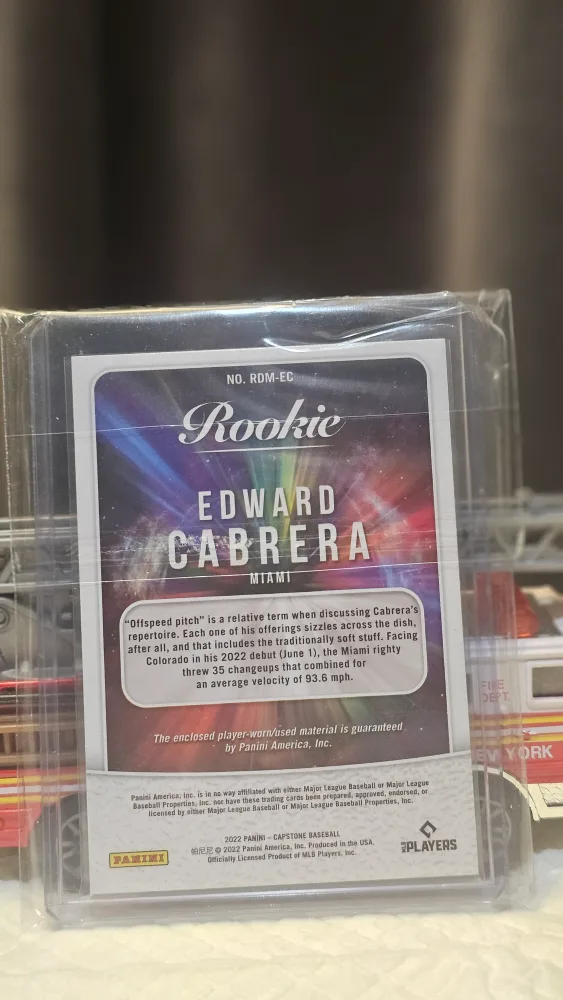 NO. RDM-EC
Rookie
EDWARD
CABRERA
MIAMI
"Offspeed pitch" is a relative term when discussing Cabrera's
repertoire. Each one of his offerings sizzles across the dish,
after all, and that includes the traditionally soft stuff. Facing
Colorado in his 2022 debut (June 1), the Miami righty
threw 35 changeups that combined for
an average velocity of 93.6 mph.
FIRE
DEPT.
NEW YORK
The enclosed player-worn/used material is guaranteed
by Panini America, Inc.
Panini America, Inc. is in no way affiliated with either Major League Baseball or Major League
Baseball Properties, Inc. nor have these trading cards been prepared, approved, endorsed, or
licensed by either Major League Baseball or Major League Baseball Properties, Inc.
2022 PANINI – CAPSTONE BASEBALL
帕尼尼 © 2022 Panini America, Inc. Produced in the USA.
Officially Licensed Product of MLB Players, Inc.
PANINI
MLB PLAYERS